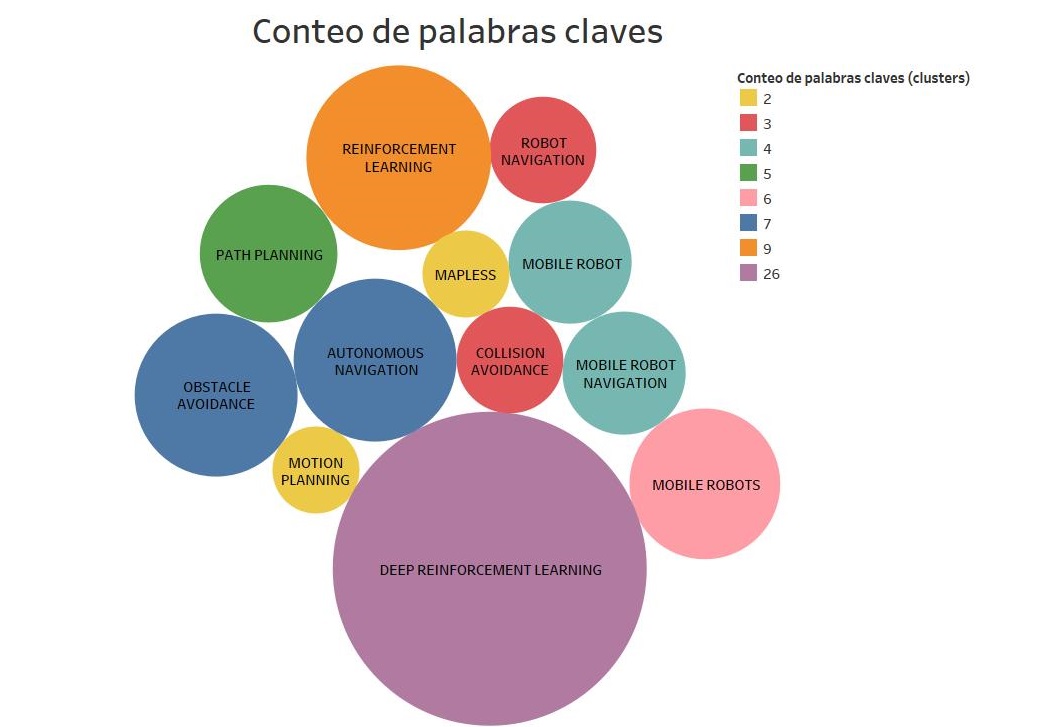 Conteo de palabras claves
Conteo de palabras claves (clusters)
2
3
4
5
6
7
9
26
REINFORCEMENT
LEARNING
ROBOT
NAVIGATION
PATH PLANNING
MAPLESS
MOBILE ROBOT
AUTONOMOUS
NAVIGATION
COLLISION
AVOIDANCE
MOBILE ROBOT
NAVIGATION
OBSTACLE
AVOIDANCE
MOTION
PLANNING
MOBILE ROBOTS
DEEP REINFORCEMENT LEARNING